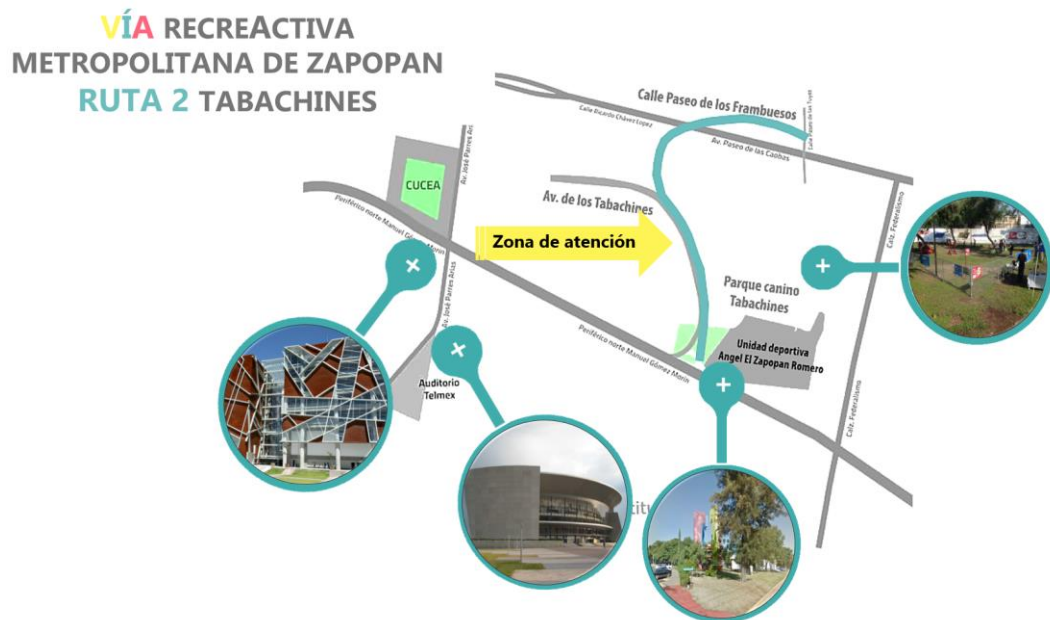 VÍA RECREACTIVA
METROPOLITANA DE ZAPOPAN
RUTA 2 TABACHINES
Calle Paseo de los Frambuesos
Calle Ricardo Chávez Lopez
Av. Paseo de las Caobas
Av. José Parres Ari
CUCEA
Av. de los Tabachines
Calz. Federalismo
Periférico norte Manuel Gómez Morín
Zona de atención
Av. José Parres Arias
Parque canino
Tabachines
Unidad deportiva
Angel El Zapopan Romero
Periférico norte Manuel Gómez Morín
Auditorio
Telmex
Calz. Federalismo